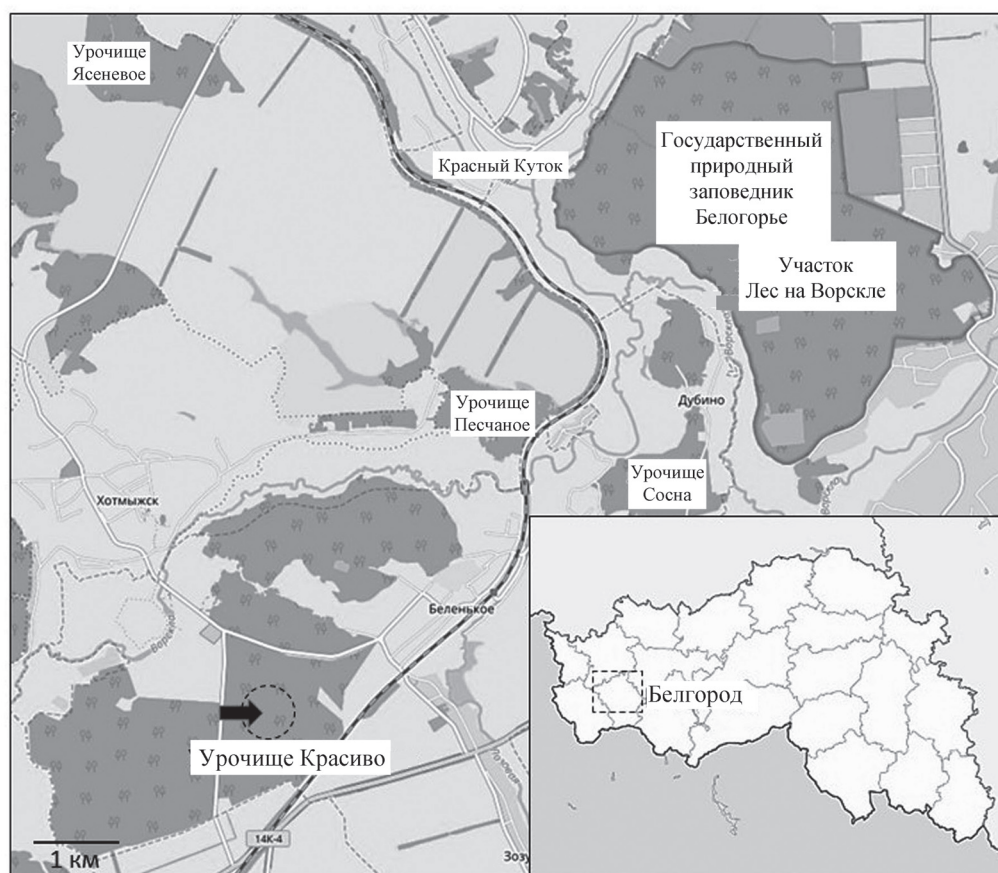 Урочище
Ясеневое
Красный Куток
Государственный
природный
заповедник
Белогорье
Участок
Лес на Ворскле
Дубино
Урочище
Песчаное
Урочище
Сосна
Хотмыжск
Беленькое
Белгород
Урочище Красиво
1 км
14К-4